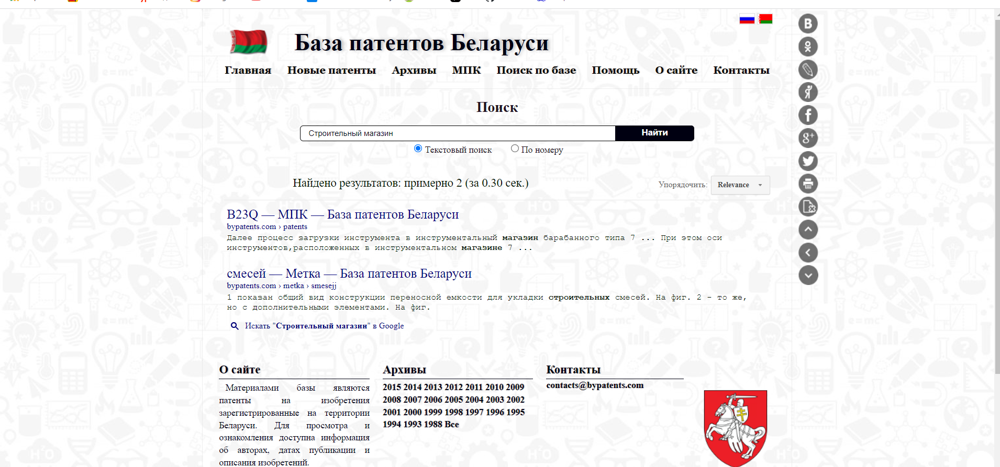 База патентов Беларуси
Главная Новые патенты Архивы МПК Поиск по базе Помощь О сайте Контакты
Поиск
Строительный магазин Найти
Текстовый поиск По номеру
Найдено результатов: примерно 2 (за 0.30 сек.) Упорядочить: Relevance
B23Q — МПК — База патентов Беларуси
bypatents.com › patents
Далее процесс загрузки инструмента в инструментальный магазин барабанного типа 7 ... При этом оси
инструментов,расположенных в инструментальном магазине 7 ...
смесей — Метка — База патентов Беларуси
bypatents.com › metka › smesejj
1 показан общий вид конструкции переносной емкости для укладки строительных смесей. На фиг. 2 - то же,
но с дополнительными элементами. На фиг.
Искать "Строительный магазин" в Google
О сайте
Материалами базы являются
патенты на изобретения
зарегистрированные на территории
Беларуси. Для просмотра и
ознакомления доступна информация
об авторах, датах публикации и
описания изобретений.
Архивы
2015 2014 2013 2012 2011 2010 2009
2008 2007 2006 2005 2004 2003 2002
2001 2000 1999 1998 1997 1996 1995
1994 1993 1988 Все
Контакты
contacts@bypatents.com